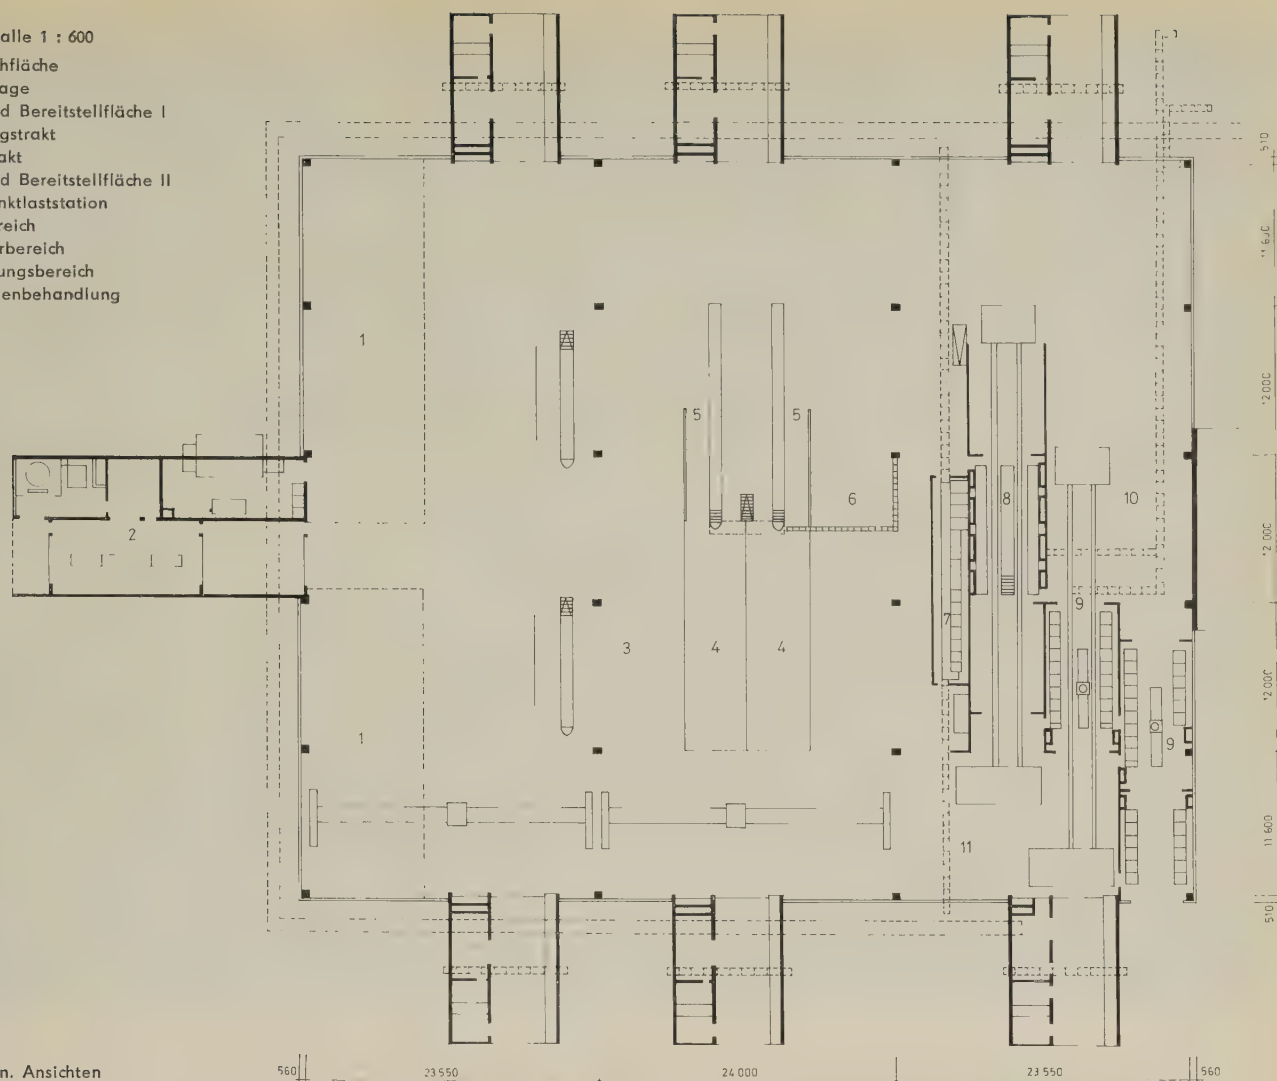 alle 1 : 600
hfläche
age
d Bereitstellfläche I
gstrakt
akt
d Bereitstellfläche II
nktlaststation
reich
rbereich
ungsbereich
enbehandlung
510
11 600
1
12 000
5
5
6
8
10
2
12 000
9
7
3
4
4
12 000
1
9
11
11 600
510
n. Ansichten
560
23 550
24 000
23 550
560